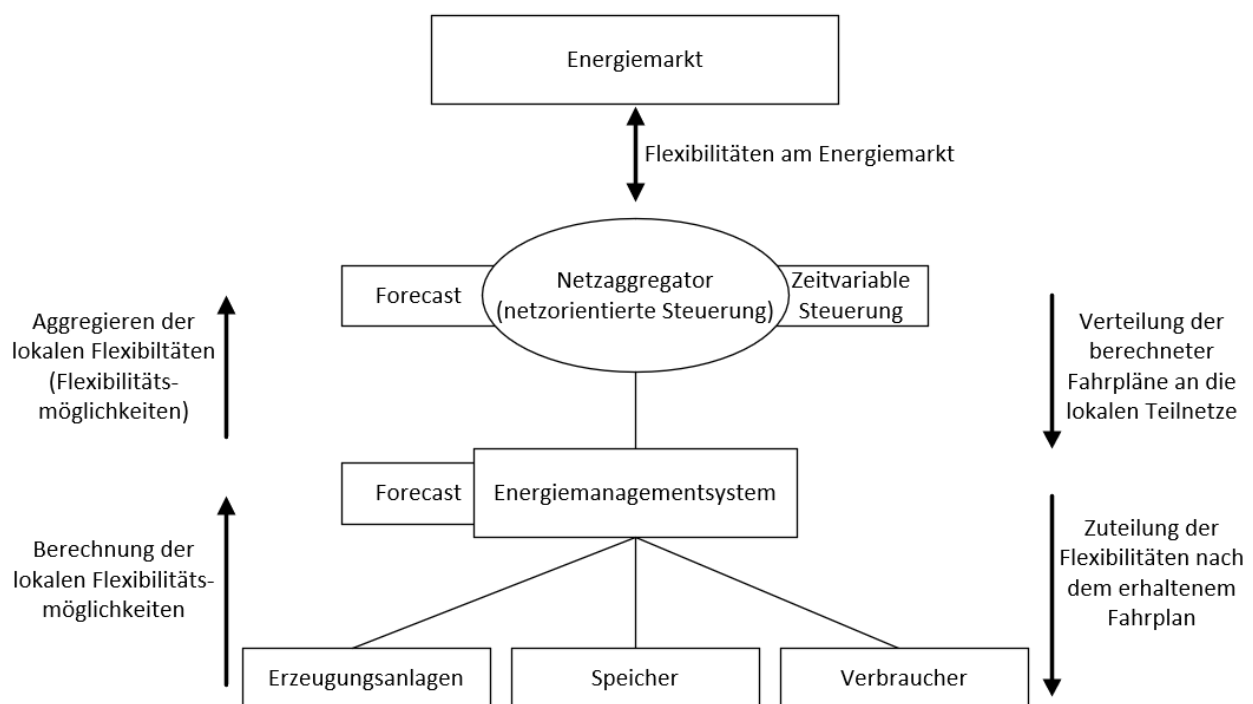 Energiemarkt
Flexibilitäten am Energiemarkt
Forecast
Netzaggregator
(netzorientierte Steuerung)
Zeitvariable
Steuerung
Aggregieren der
lokalen Flexibiltäten
(Flexibilitäts-
möglichkeiten)
Verteilung der
berechneter
Fahrpläne an die
lokalen Teilnetze
Forecast
Energiemanagementsystem
Berechnung der
lokalen Flexibilitäts-
möglichkeiten
Zuteilung der
Flexibilitäten nach
dem erhaltenem
Fahrplan
Erzeugungsanlagen
Speicher
Verbraucher